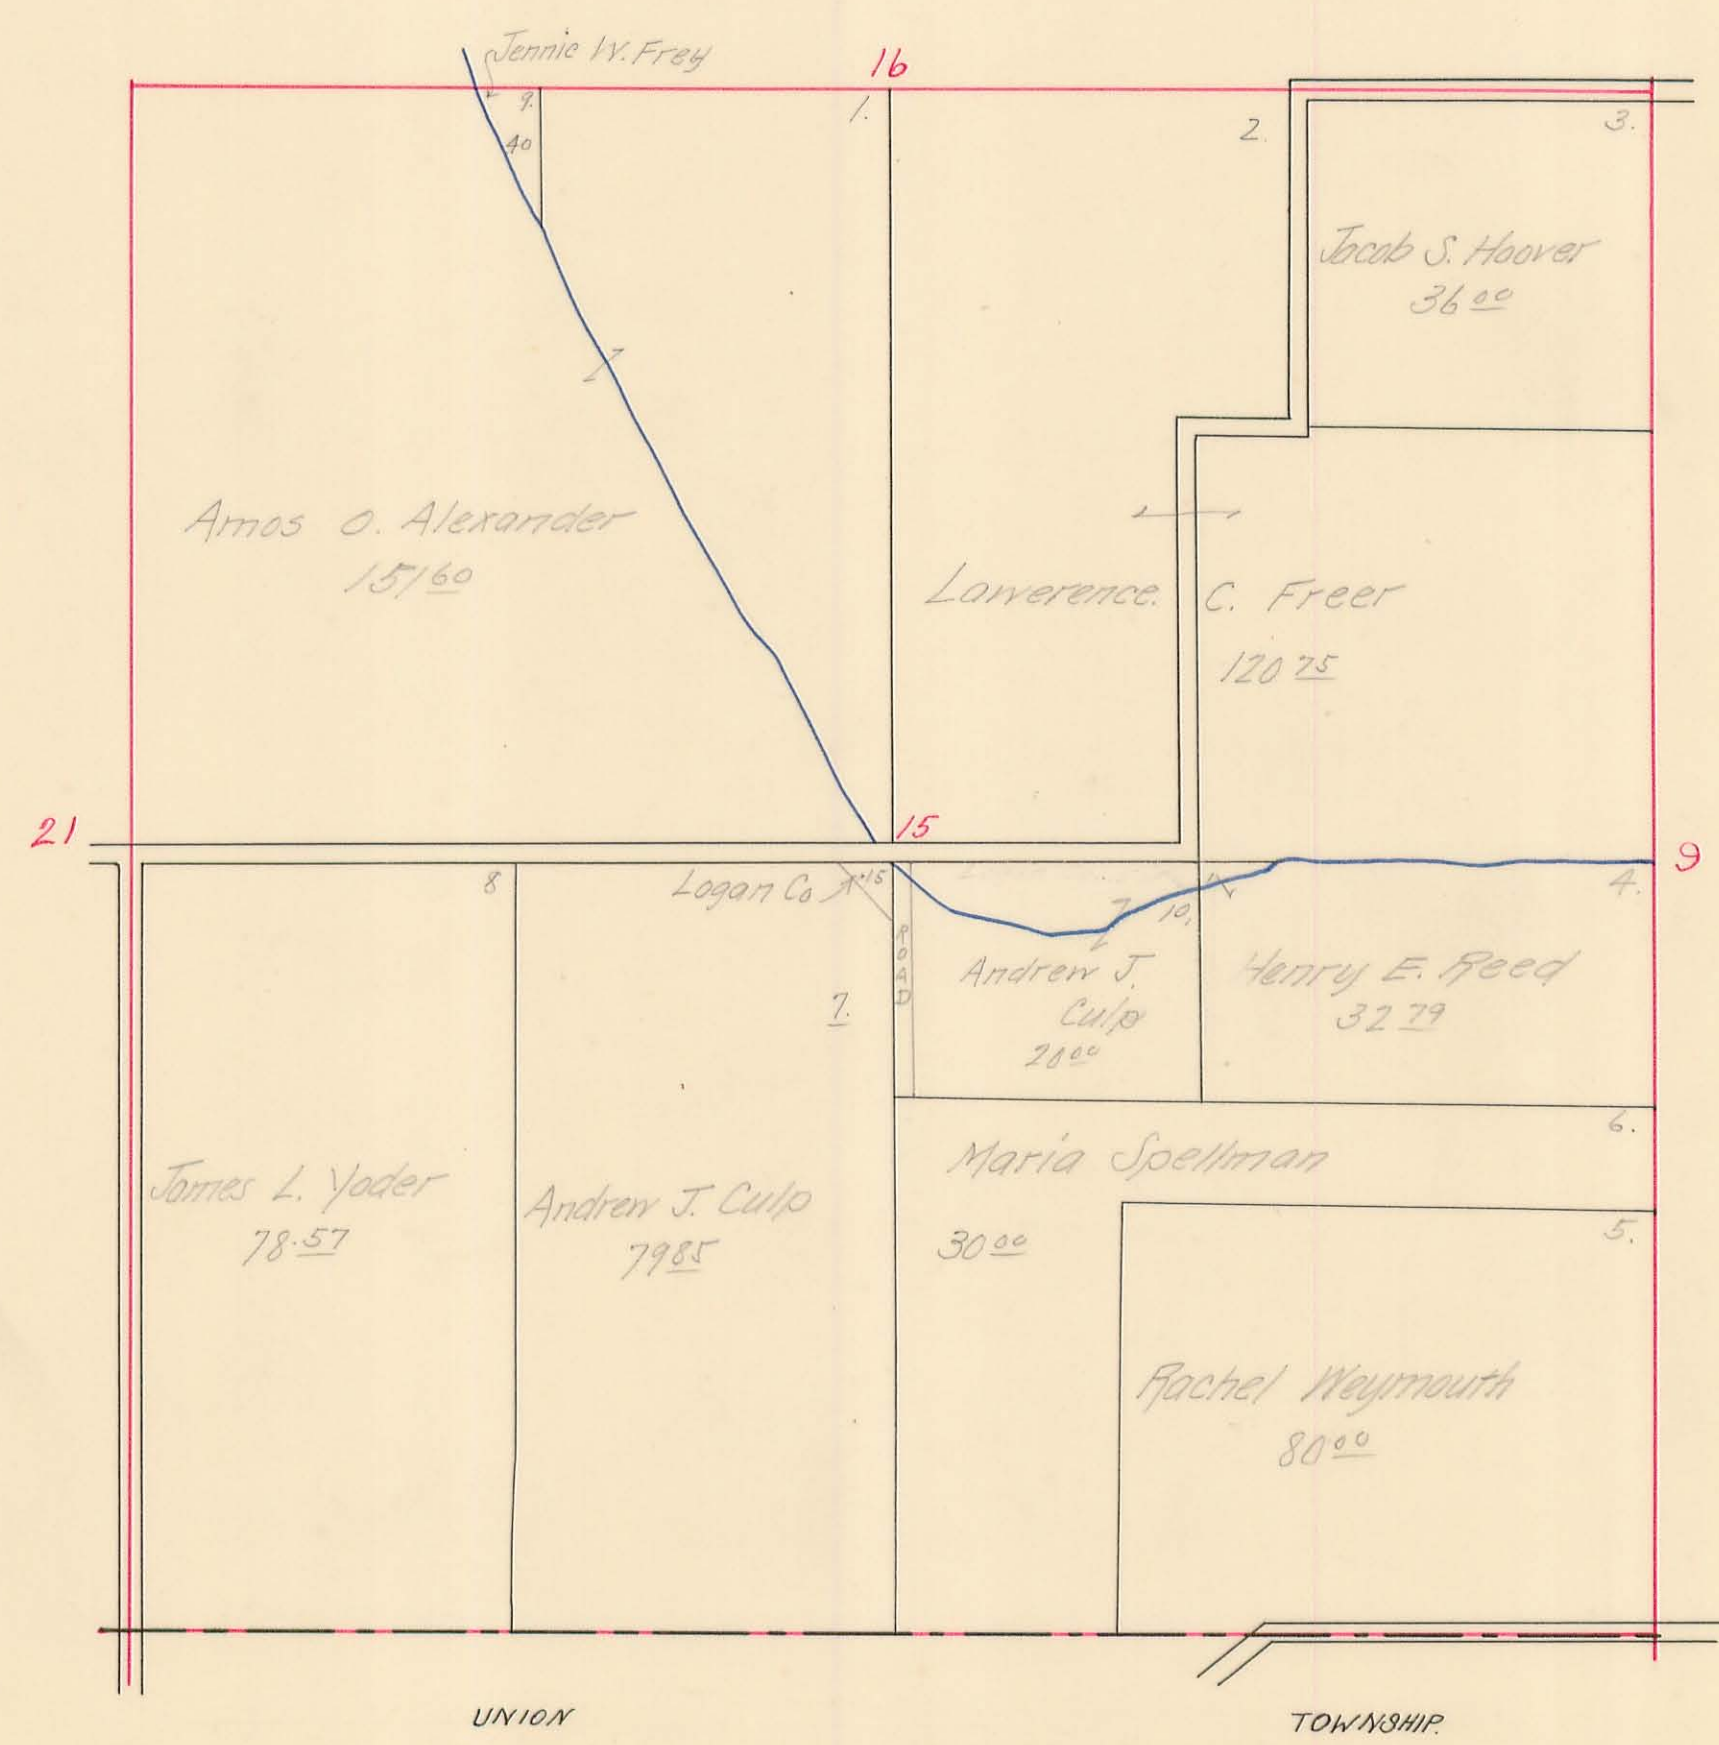 Jennie W. Frey
16
9.
40
1.
2.
3.
Jacob S. Hoover
36 00
Amos O. Alexander
151 60
Lawerence. C. Freer
120 75
21
15
9
8
Logan Co
.15
4.
10.
ROAD
7.
Andrew J.
Culp
20 00
Henry E. Reed
32 79
6.
Maria Spellman
30 00
5.
James L. Yoder
78.57
Andrew J. Culp
79 85
Rachel Weymouth
80 00
UNION TOWNSHIP.